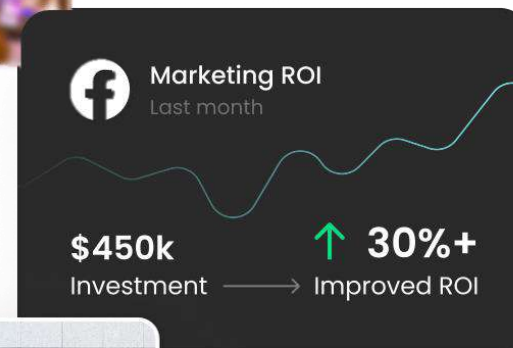 Marketing ROI
Last month
$450k
30%+
Investment
Improved ROI